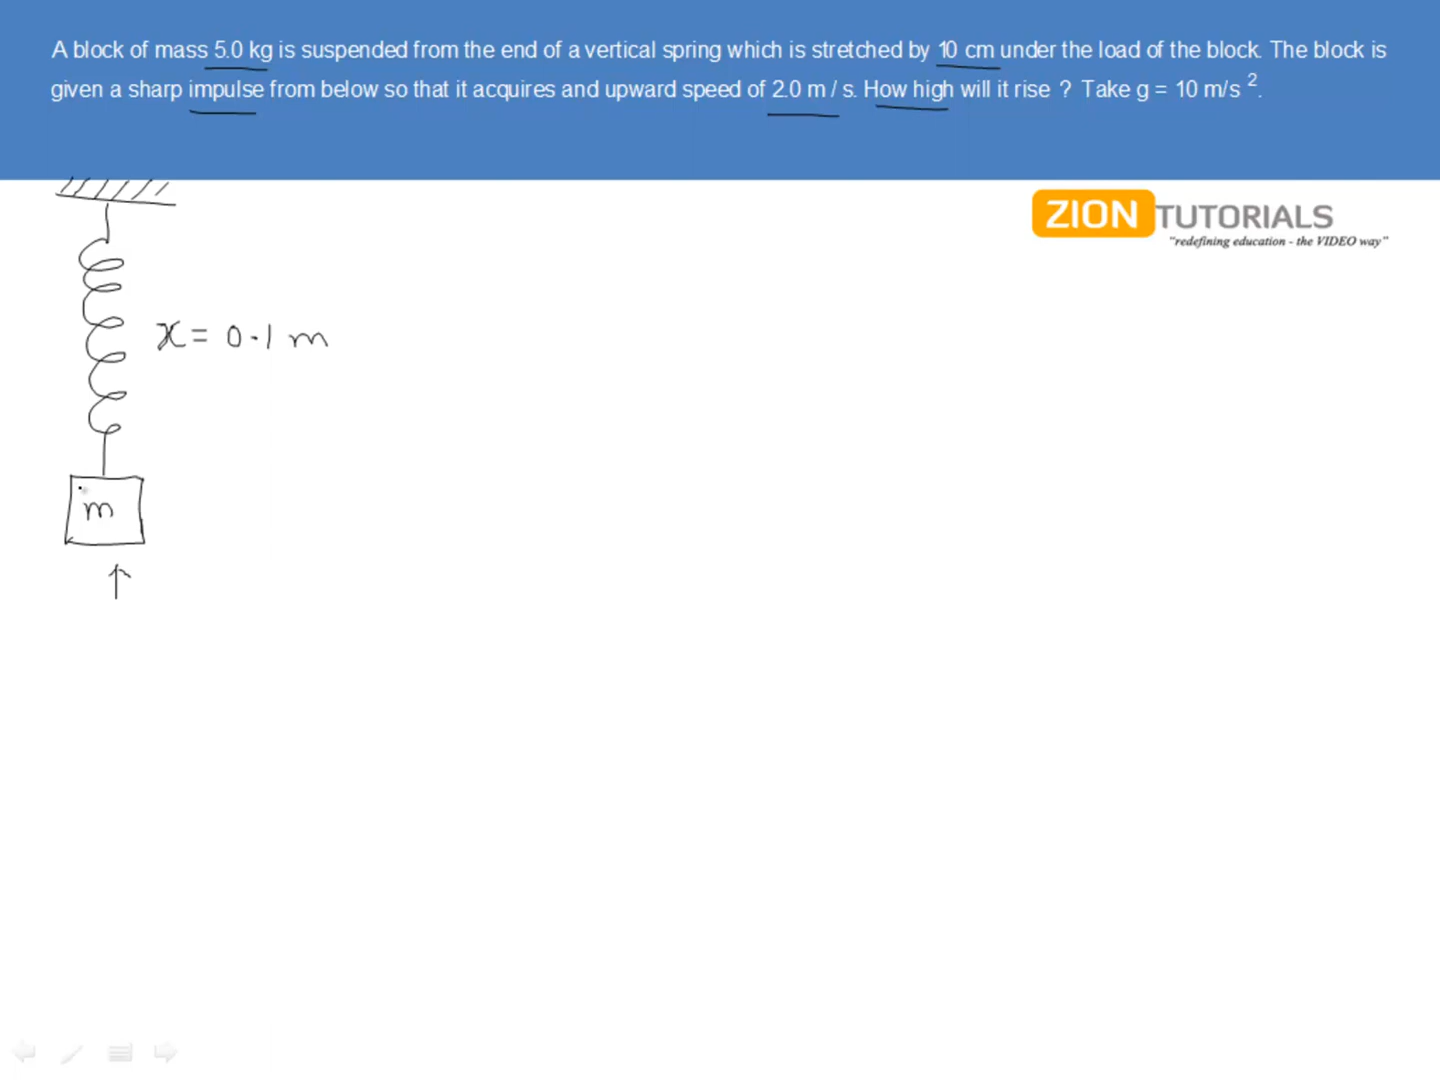 A block of mass 5.0 kg is suspended from the end of a vertical spring which is stretched by 10 cm under the load of the block. The block is
given a sharp impulse from below so that it acquires and upward speed of 2.0 m / s. How high will it rise ? Take g = 10 m/s ².
ZION TUTORIALS
"redefining education - the VIDEO way"
x = 0.1 m
m